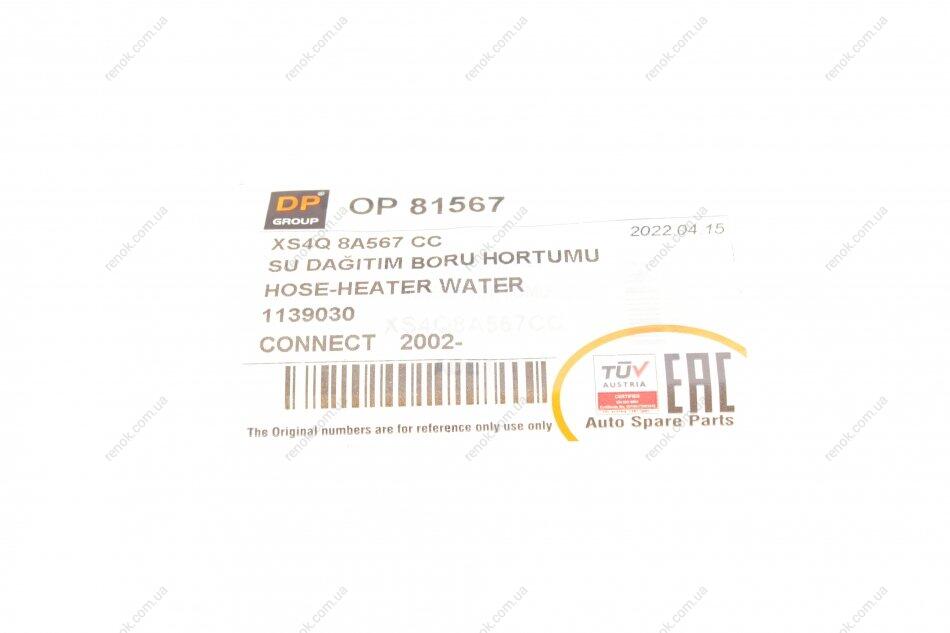 DP GROUP
OP 81567
2022.04.15
XS4Q 8A567 CC
SU DAĞITIM BORU HORTUMU
HOSE-HEATER WATER
1139030
XS4Q8A567CC
CONNECT 2002-
TÜV
AUSTRIA
CERTIFIED
EAC
The Original numbers are for reference only use only
Auto Spare Parts
renok.com.ua